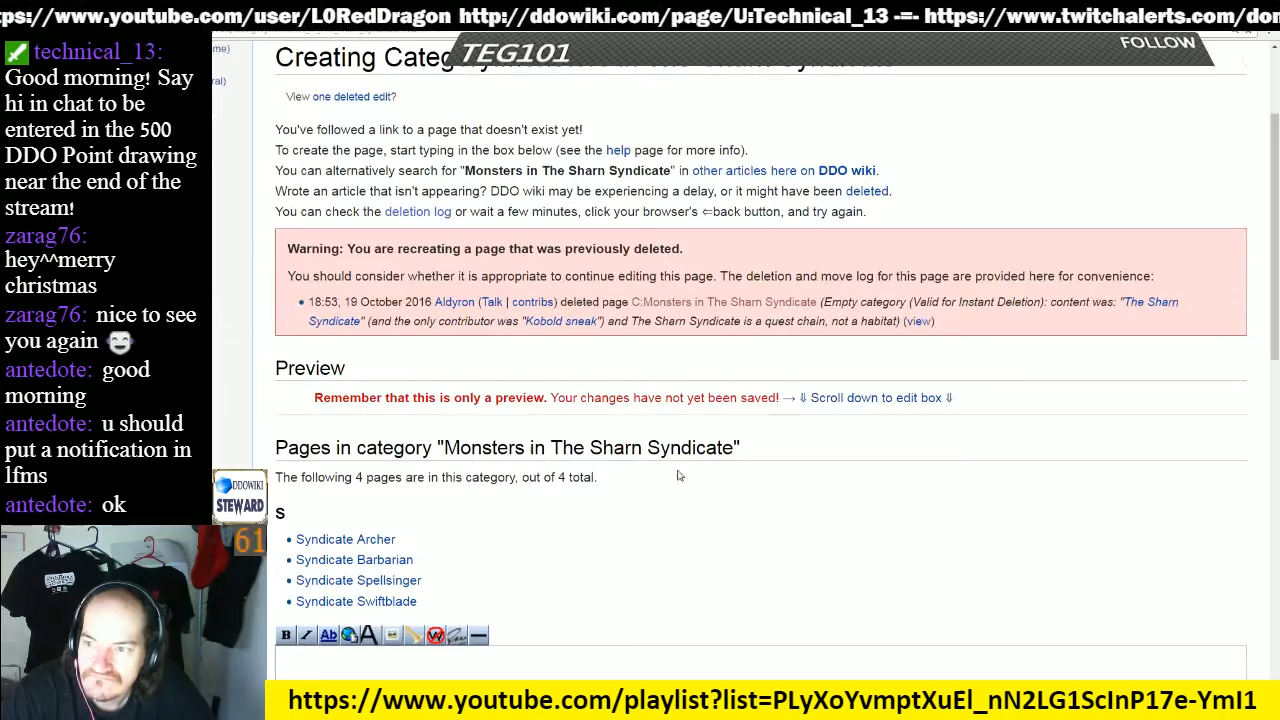 ttps://www.youtube.com/user/L0RedDragon http://ddowiki.com/page/U:Technical_13 -=- https://www.twitchalerts.com/don
TEG101
FOLLOW
technical_13:
Good morning! Say
hi in chat to be
entered in the 500
DDO Point drawing
near the end of the
stream!
zarag76:
hey^^merry
christmas
zarag76: nice to see
you again
antedote: good
morning
antedote: u should
put a notification in
lfms
antedote: ok
DDOWIKI
STEWARD
61
Creating Categ
View one deleted edit?
You've followed a link to a page that doesn't exist yet!
To create the page, start typing in the box below (see the help page for more info).
You can alternatively search for "Monsters in The Sharn Syndicate" in other articles here on DDO wiki.
Wrote an article that isn't appearing? DDO wiki may be experiencing a delay, or it might have been deleted.
You can check the deletion log or wait a few minutes, click your browser's ⇐back button, and try again.
Warning: You are recreating a page that was previously deleted.
You should consider whether it is appropriate to continue editing this page. The deletion and move log for this page are provided here for convenience:
• 18:53, 19 October 2016 Aldyron (Talk | contribs) deleted page C:Monsters in The Sharn Syndicate (Empty category (Valid for Instant Deletion): content was: "The Sharn
Syndicate" (and the only contributor was "Kobold sneak") and The Sharn Syndicate is a quest chain, not a habitat) (view)
Preview
Remember that this is only a preview. Your changes have not yet been saved! → ⇓ Scroll down to edit box ⇓
Pages in category "Monsters in The Sharn Syndicate"
The following 4 pages are in this category, out of 4 total.
S
• Syndicate Archer
• Syndicate Barbarian
• Syndicate Spellsinger
• Syndicate Swiftblade
B I Ab A W
https://www.youtube.com/playlist?list=PLyXoYvmptXuEl_nN2LG1ScInP17e-YmI1